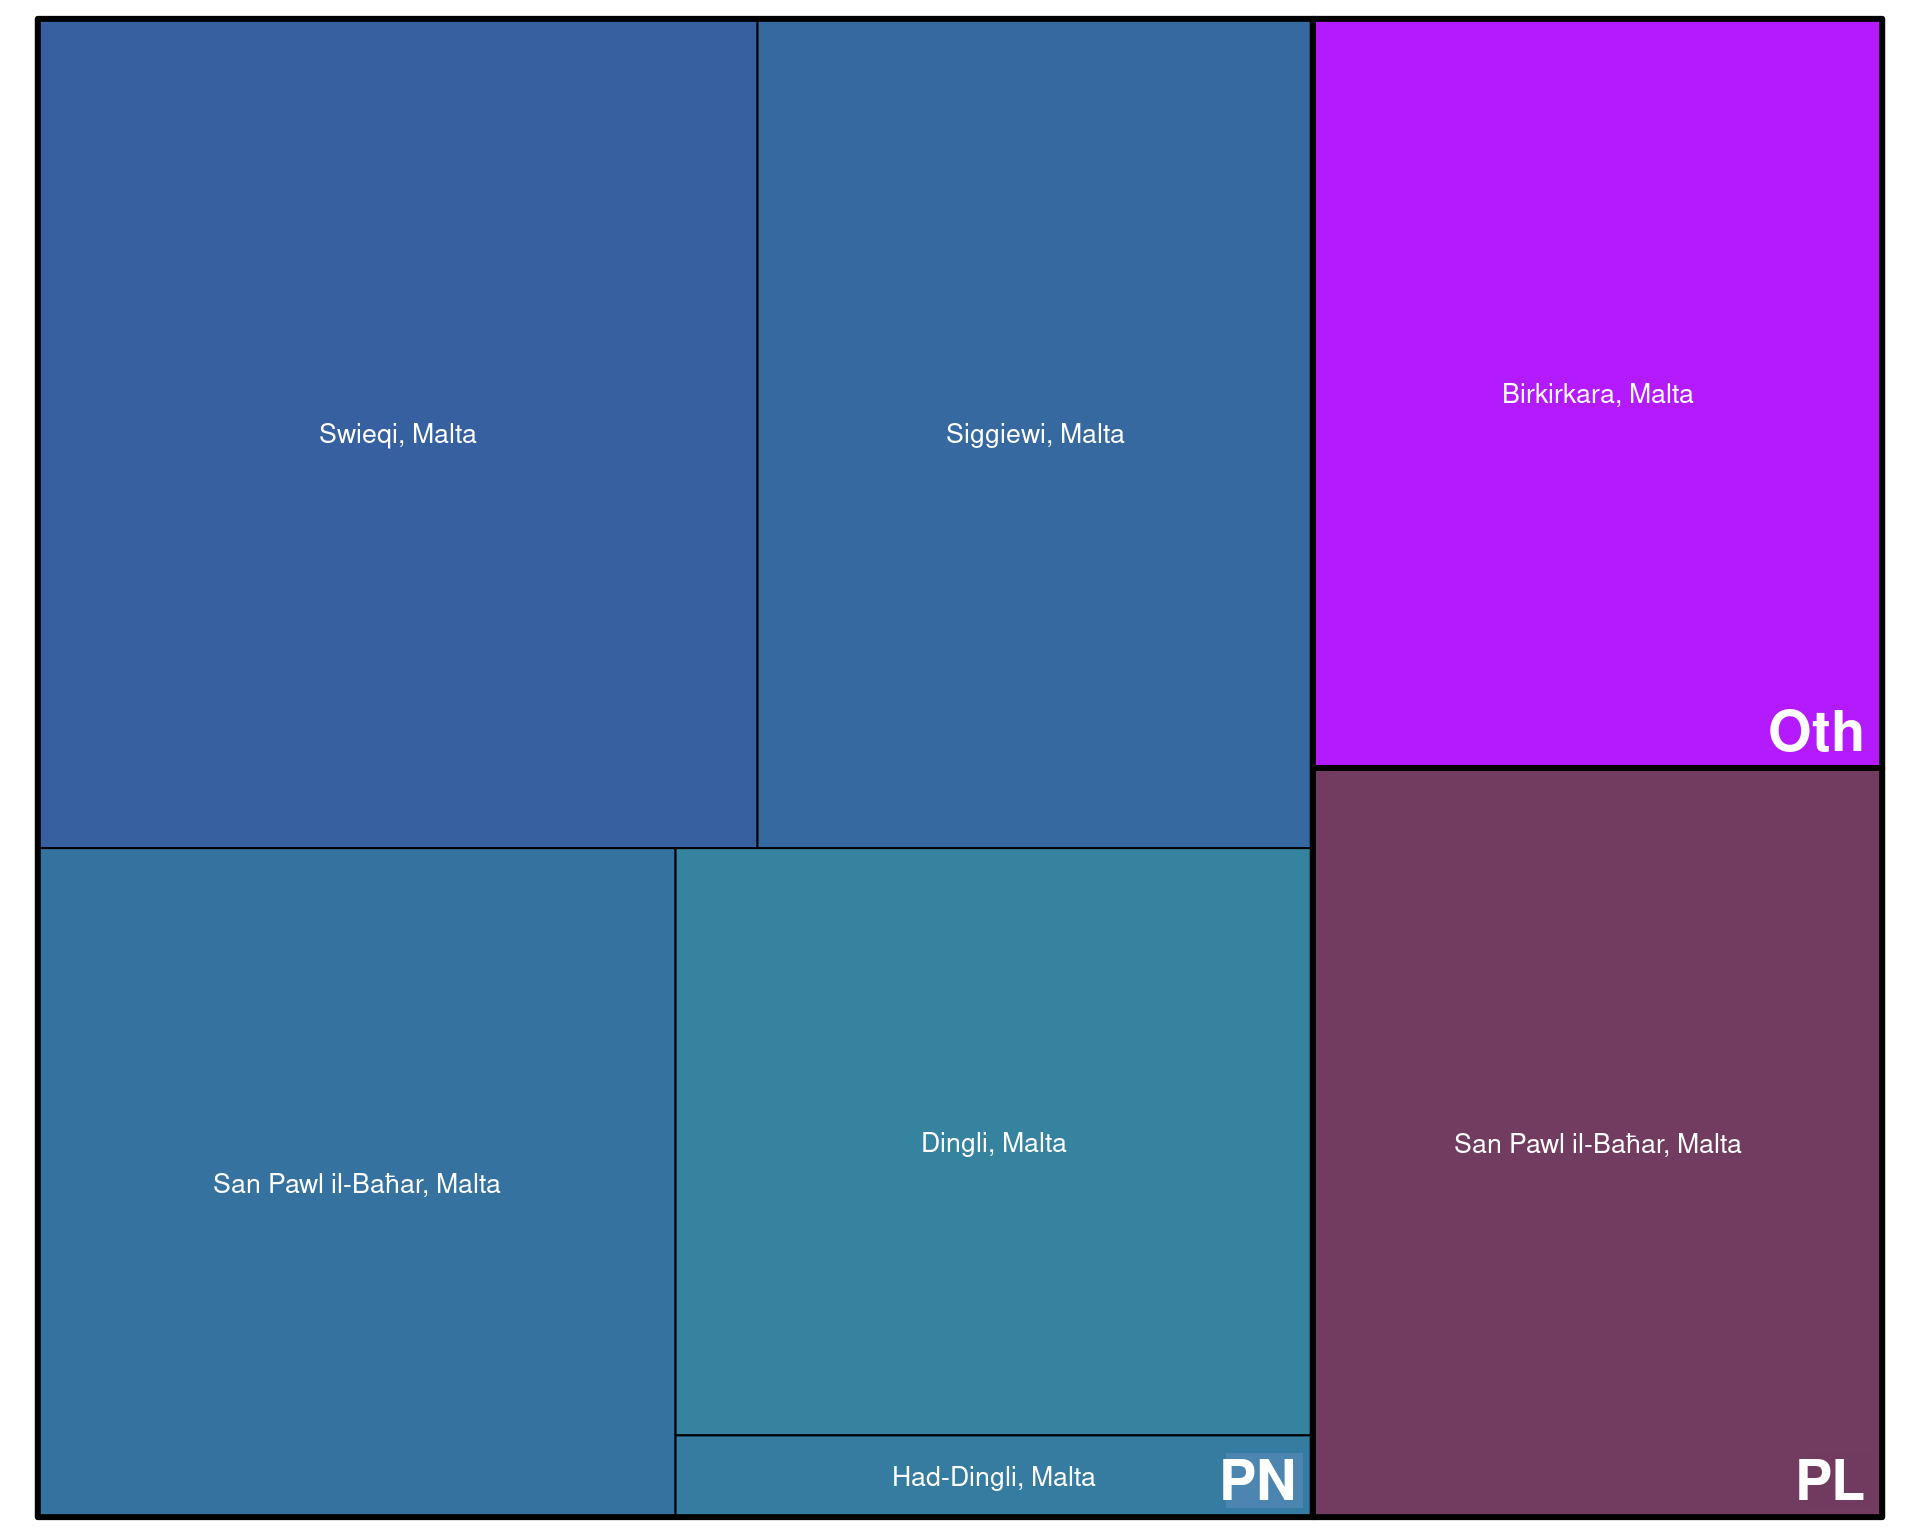 Swieqi, Malta
Siggiewi, Malta
Birkirkara, Malta
Oth
San Pawl il-Baħar, Malta
Dingli, Malta
Had-Dingli, Malta
PN
San Pawl il-Baħar, Malta
PL